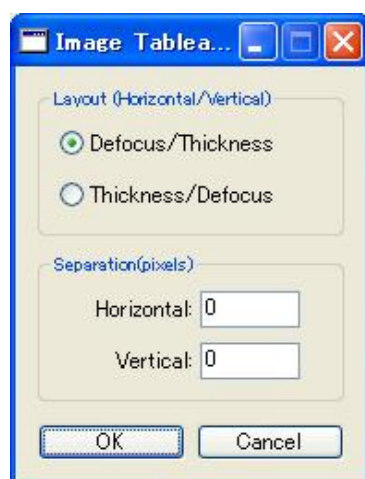 Image Tablea...
Layout (Horizontal/Vertical)
Defocus/Thickness
Thickness/Defocus
Separation(pixels)
Horizontal: 0
Vertical: 0
OK Cancel